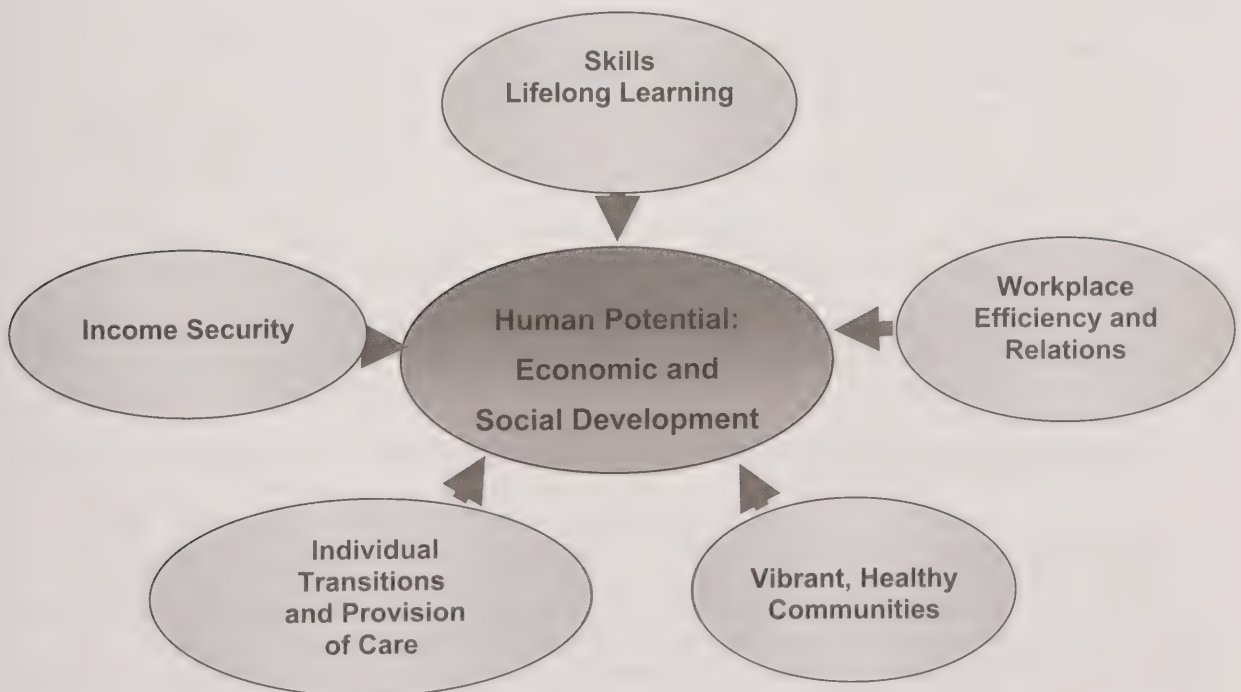 Skills
Lifelong Learning
Income Security
Human Potential:
Economic and
Social Development
Workplace
Efficiency and
Relations
Individual
Transitions
and Provision
of Care
Vibrant, Healthy
Communities